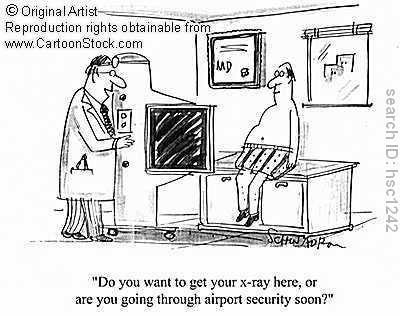 © Original Artist
Reproduction rights obtainable from
www.CartoonStock.com
MD
search ID: hsc1242
SCHWADRON
"Do you want to get your x-ray here, or
are you going through airport security soon?"